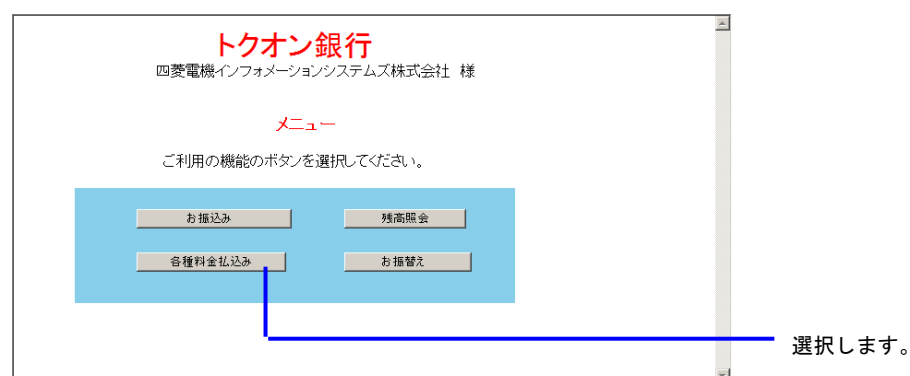 トクオン銀行
四菱電機インフォメーションシステムズ株式会社 様
メニュー
ご利用の機能のボタンを選択してください。
お振込み 残高照会
各種料金払込み お振替え
選択します。